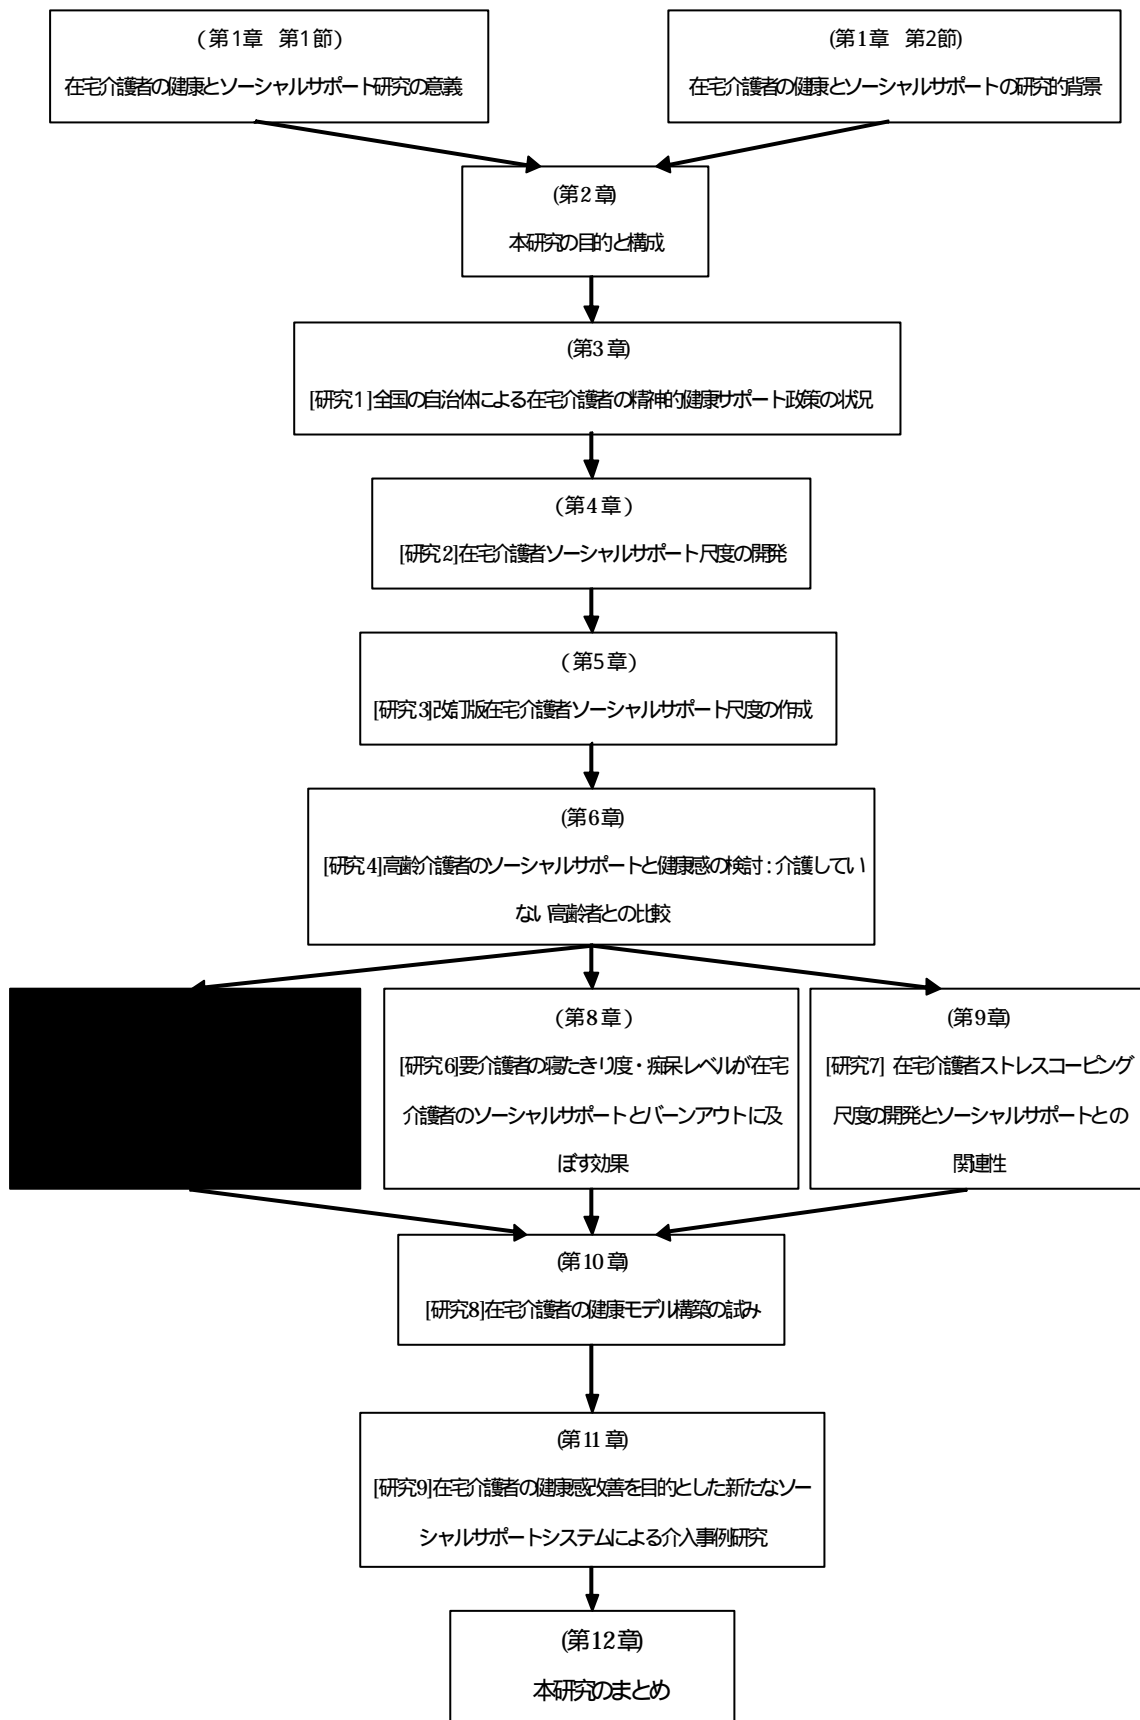 (第1章 第1節)
在宅介護者の健康とソーシャルサポート研究の意義
(第1章 第2節)
在宅介護者の健康とソーシャルサポートの研究的背景
(第2章)
本研究の目的と構成
(第3章)
[研究1]全国の自治体による在宅介護者の精神的健康サポート政策の状況
(第4章)
[研究2]在宅介護者ソーシャルサポート尺度の開発
(第5章)
[研究3]改訂版在宅介護者ソーシャルサポート尺度の作成
(第6章)
[研究4]高齢介護者のソーシャルサポートと健康感の検討:介護してい
ない高齢者との比較
(第8章)
[研究6]要介護者の寝たきり度・痴呆レベルが在宅
介護者のソーシャルサポートとバーンアウトに及
ぼす効果
(第9章)
[研究7] 在宅介護者ストレスコーピング
尺度の開発とソーシャルサポートとの
関連性
(第10章)
[研究8]在宅介護者の健康モデル構築の試み
(第11章)
[研究9]在宅介護者の健康感改善を目的とした新たなソー
シャルサポートシステムによる介入事例研究
(第12章)
本研究のまとめ